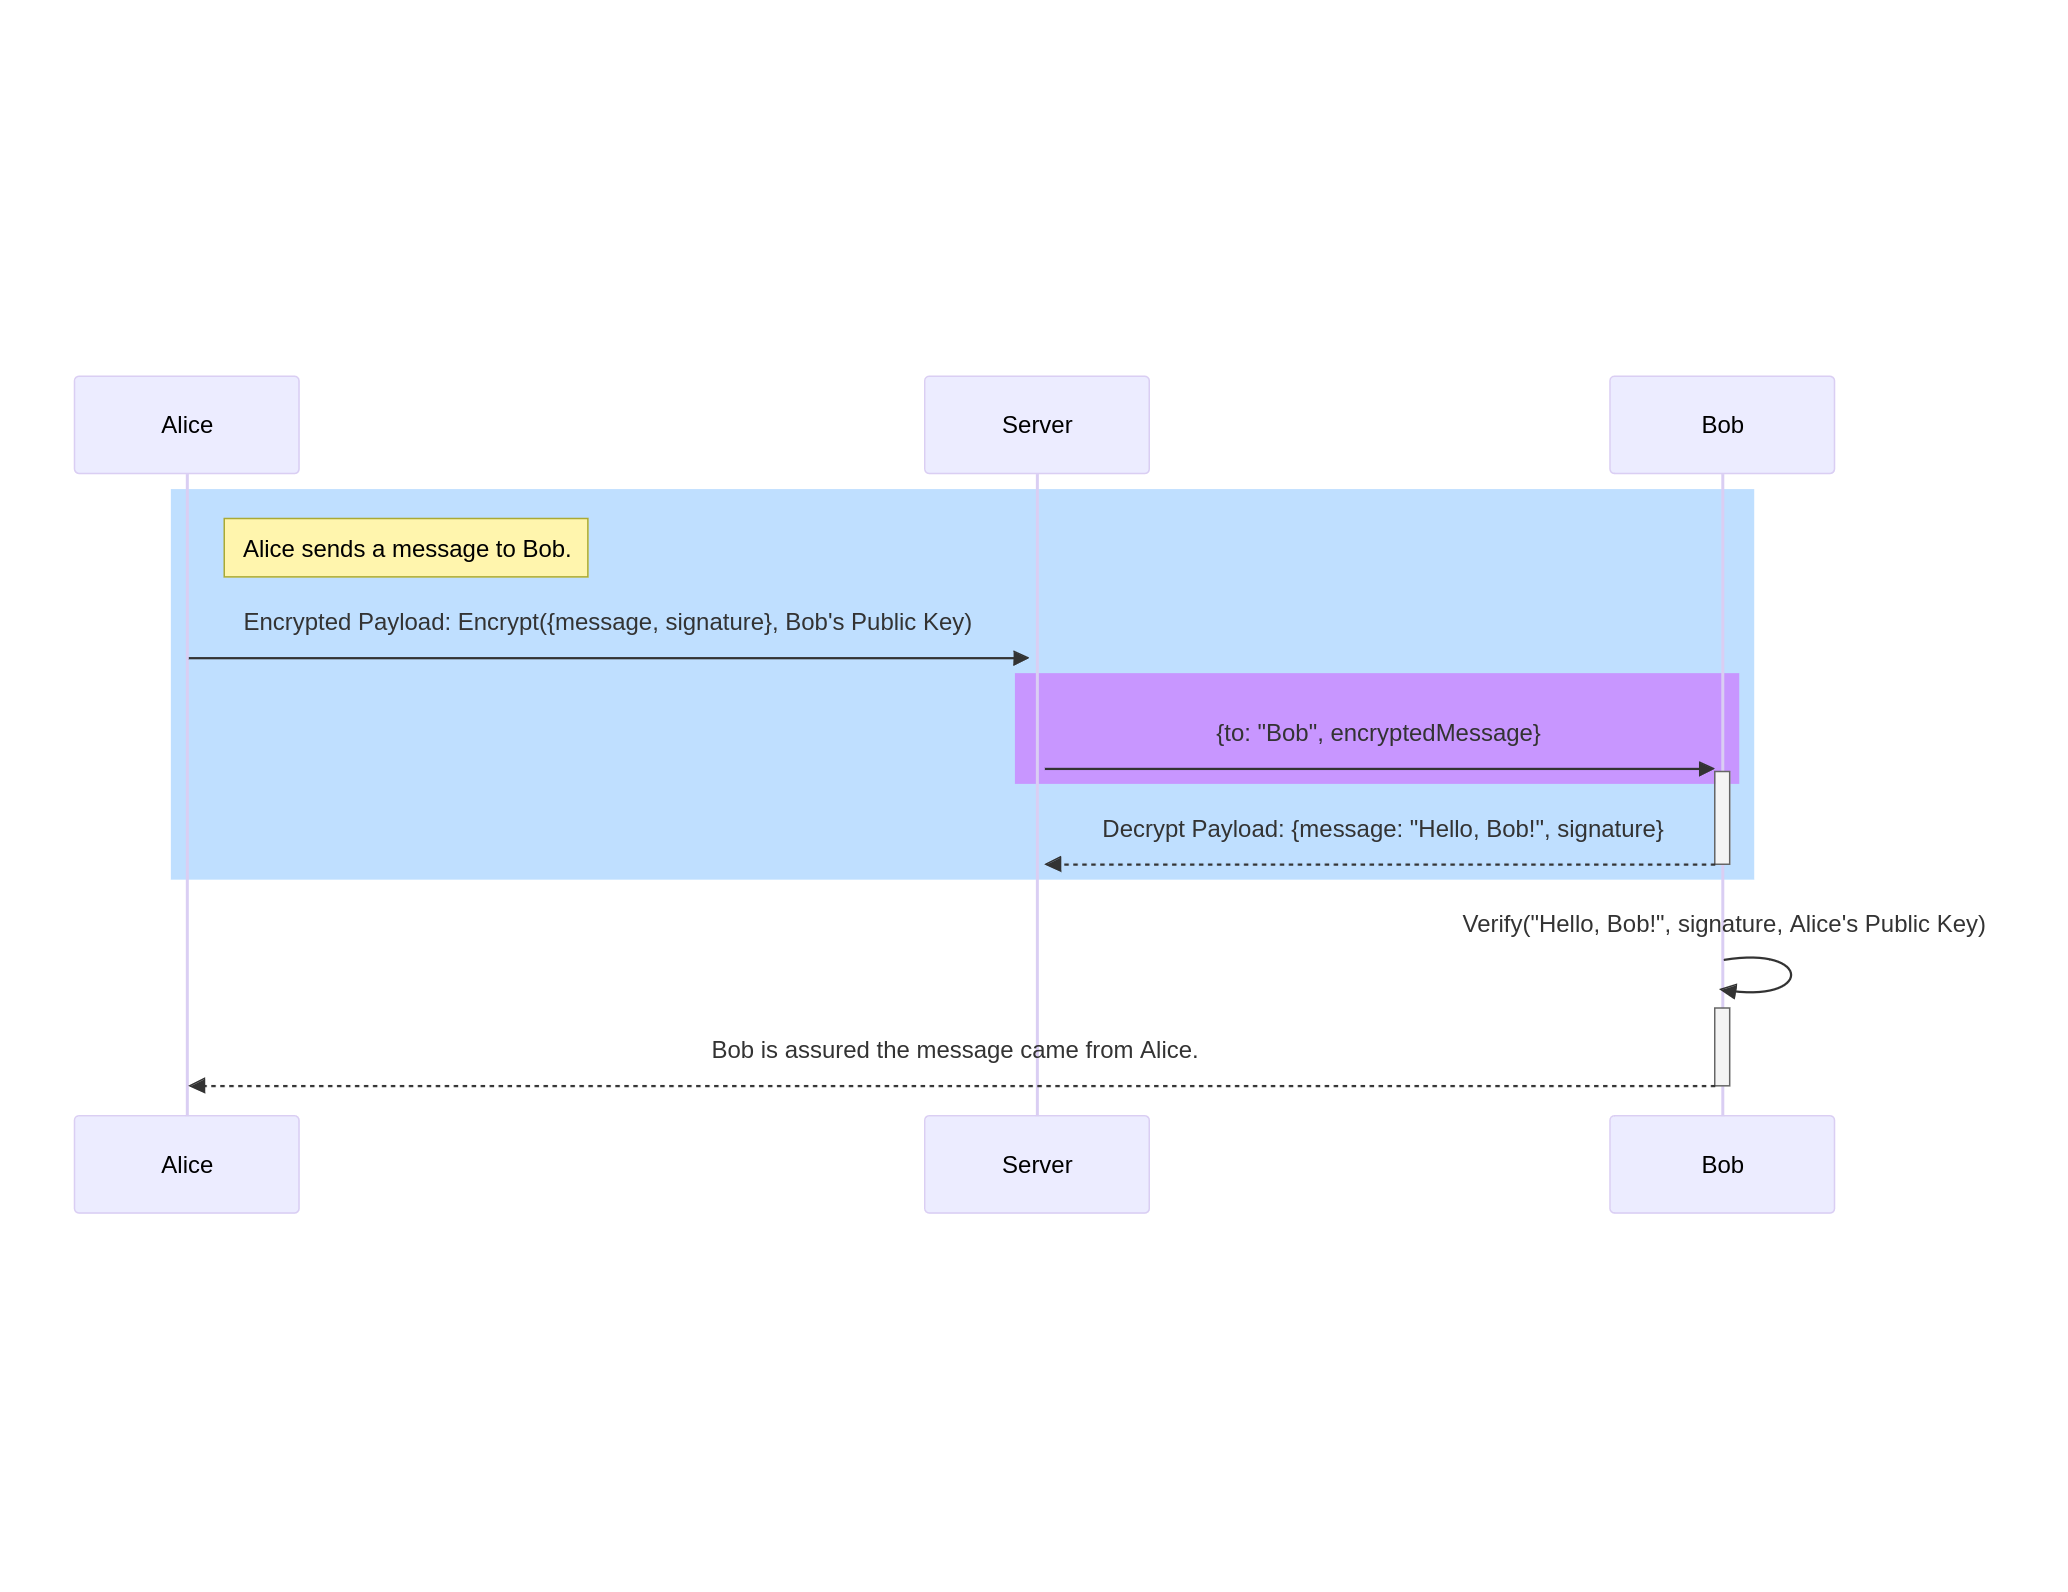 Alice
Server
Bob
Alice sends a message to Bob.
Encrypted Payload: Encrypt({message, signature}, Bob's Public Key)
{to: "Bob", encryptedMessage}
Decrypt Payload: {message: "Hello, Bob!", signature}
Verify("Hello, Bob!", signature, Alice's Public Key)
Bob is assured the message came from Alice.
Alice
Server
Bob